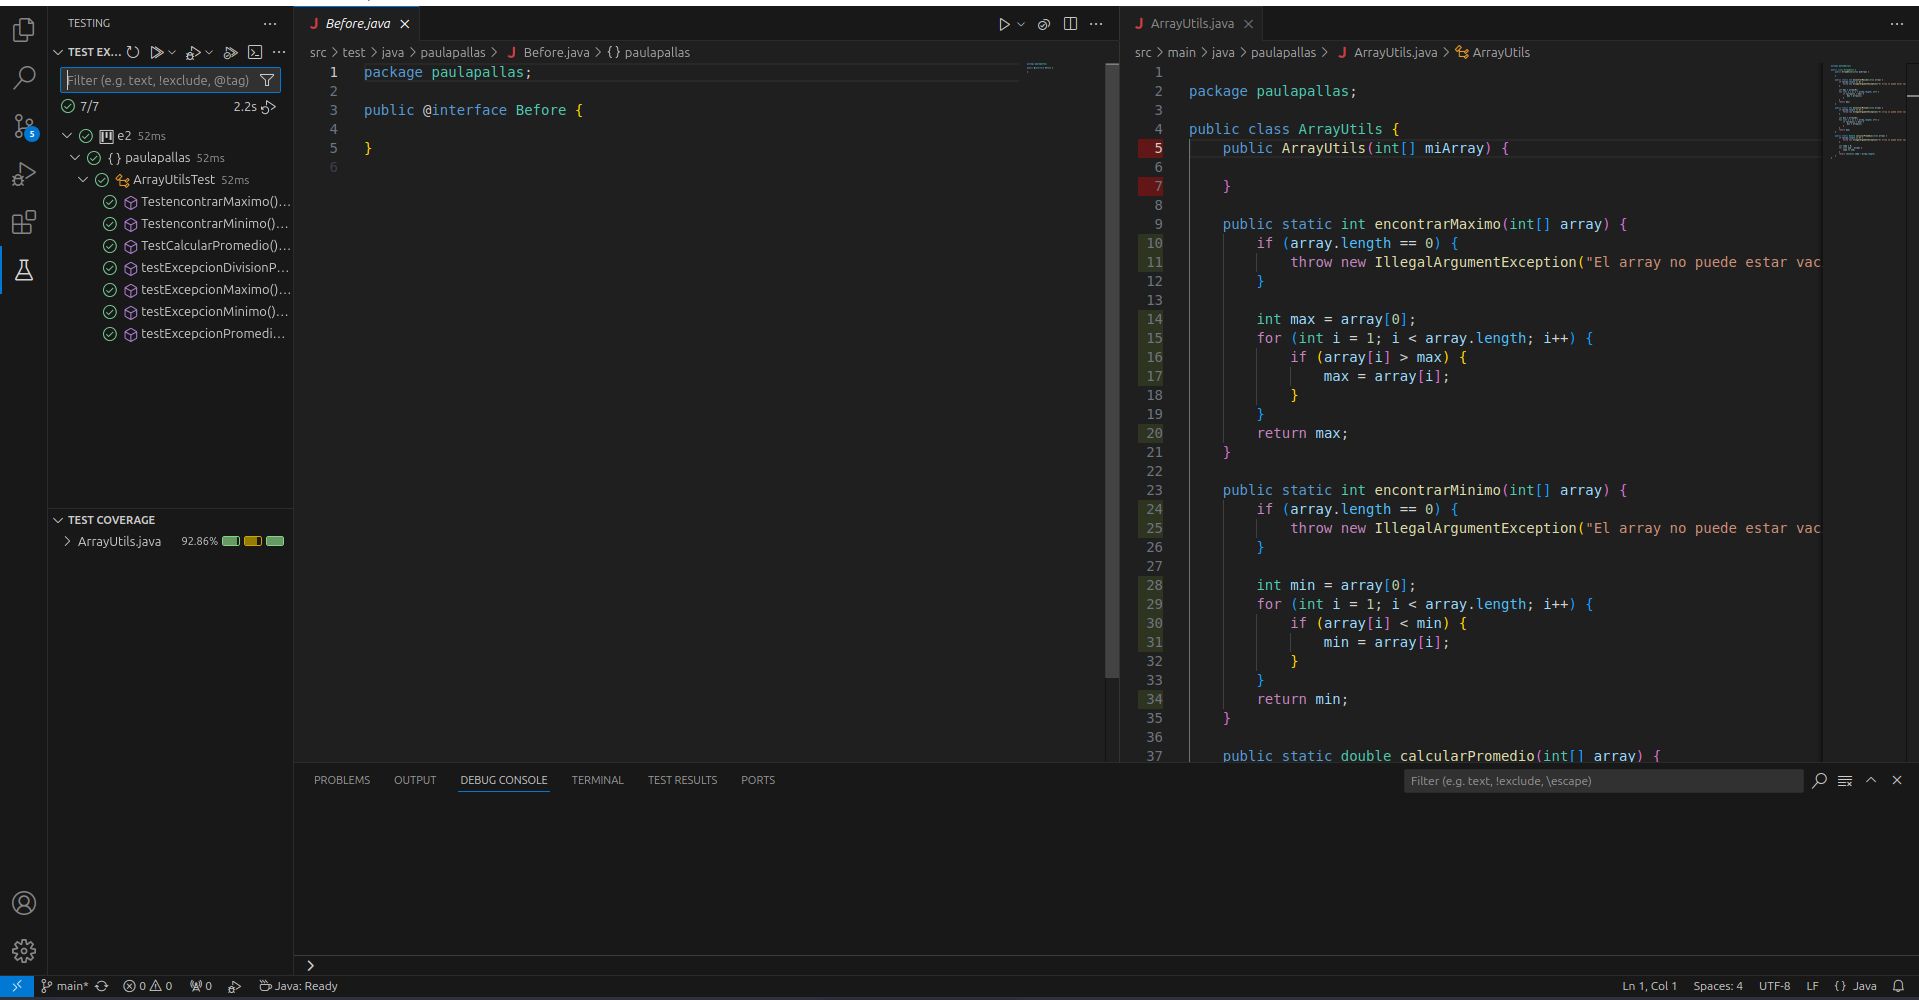 TESTING
TEST EX...
Filter (e.g. text, !exclude, @tag)
7/7
2.2s
e2 52ms
{} paulapallas 52ms
ArrayUtilsTest 52ms
TestencontrarMaximo()...
TestencontrarMinimo()...
TestCalcularPromedio()...
testExcepcionDivisionP...
testExcepcionMaximo()...
testExcepcionMinimo()...
testExcepcionPromedi...
TEST COVERAGE
ArrayUtils.java 92.86%
5
J Before.java
src > test > java > paulapallas > J Before.java > {} paulapallas
1 package paulapallas;
2
3 public @interface Before {
4
5 }
6
J ArrayUtils.java
src > main > java > paulapallas > J ArrayUtils.java > ArrayUtils
1
2 package paulapallas;
3
4 public class ArrayUtils {
5 public ArrayUtils(int[] miArray) {
6
7 }
8
9 public static int encontrarMaximo(int[] array) {
10 if (array.length == 0) {
11 throw new IllegalArgumentException("El array no puede estar vac
12 }
13
14 int max = array[0];
15 for (int i = 1; i < array.length; i++) {
16 if (array[i] > max) {
17 max = array[i];
18 }
19 }
20 return max;
21 }
22
23 public static int encontrarMinimo(int[] array) {
24 if (array.length == 0) {
25 throw new IllegalArgumentException("El array no puede estar vac
26 }
27
28 int min = array[0];
29 for (int i = 1; i < array.length; i++) {
30 if (array[i] < min) {
31 min = array[i];
32 }
33 }
34 return min;
35 }
36
37 public static double calcularPromedio(int[] array) {
PROBLEMS OUTPUT DEBUG CONSOLE TERMINAL TEST RESULTS PORTS
Filter (e.g. text, !exclude, \escape)
>
main* 0 0 0 Java: Ready
Ln 1, Col 1 Spaces: 4 UTF-8 LF {} Java